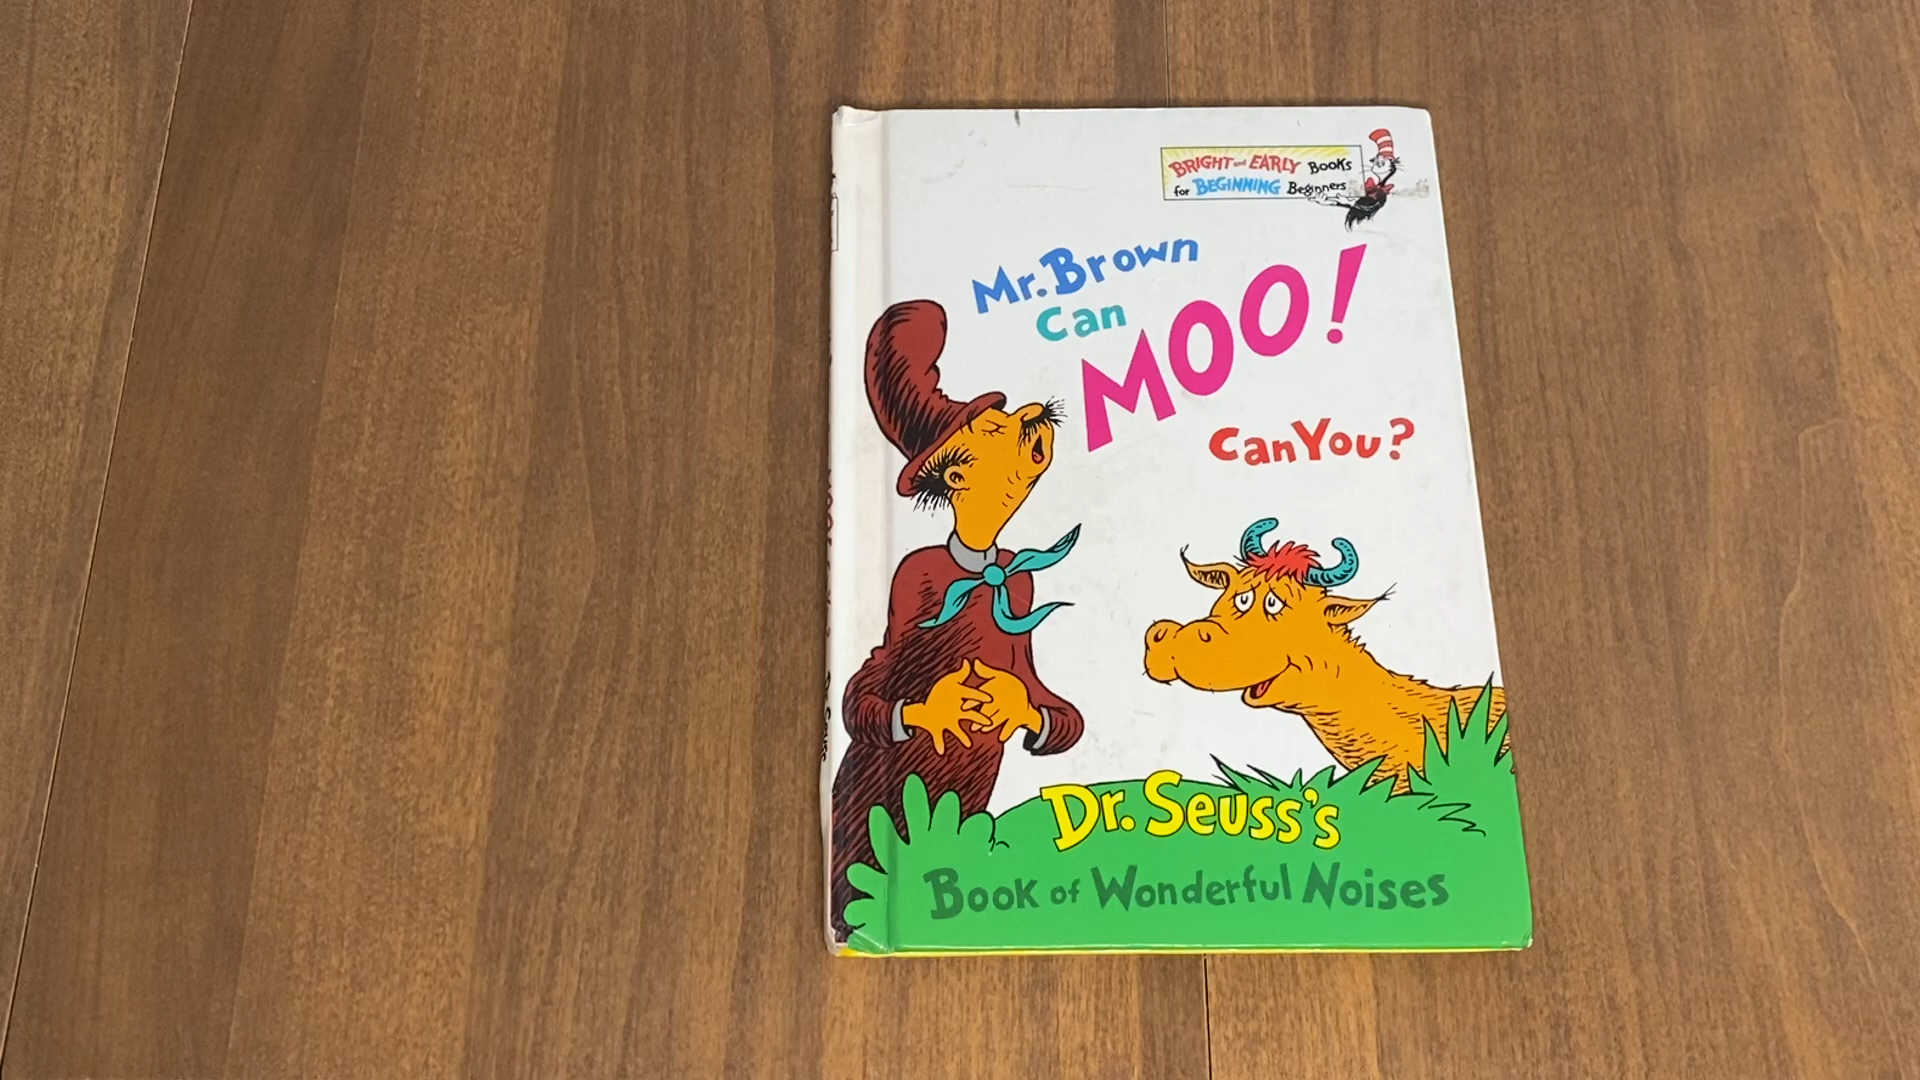 BRIGHT and EARLY Books
for BEGINNING Beginners
Mr. Brown
Can
MOO!
Can You?
Dr. Seuss's
Book of Wonderful Noises